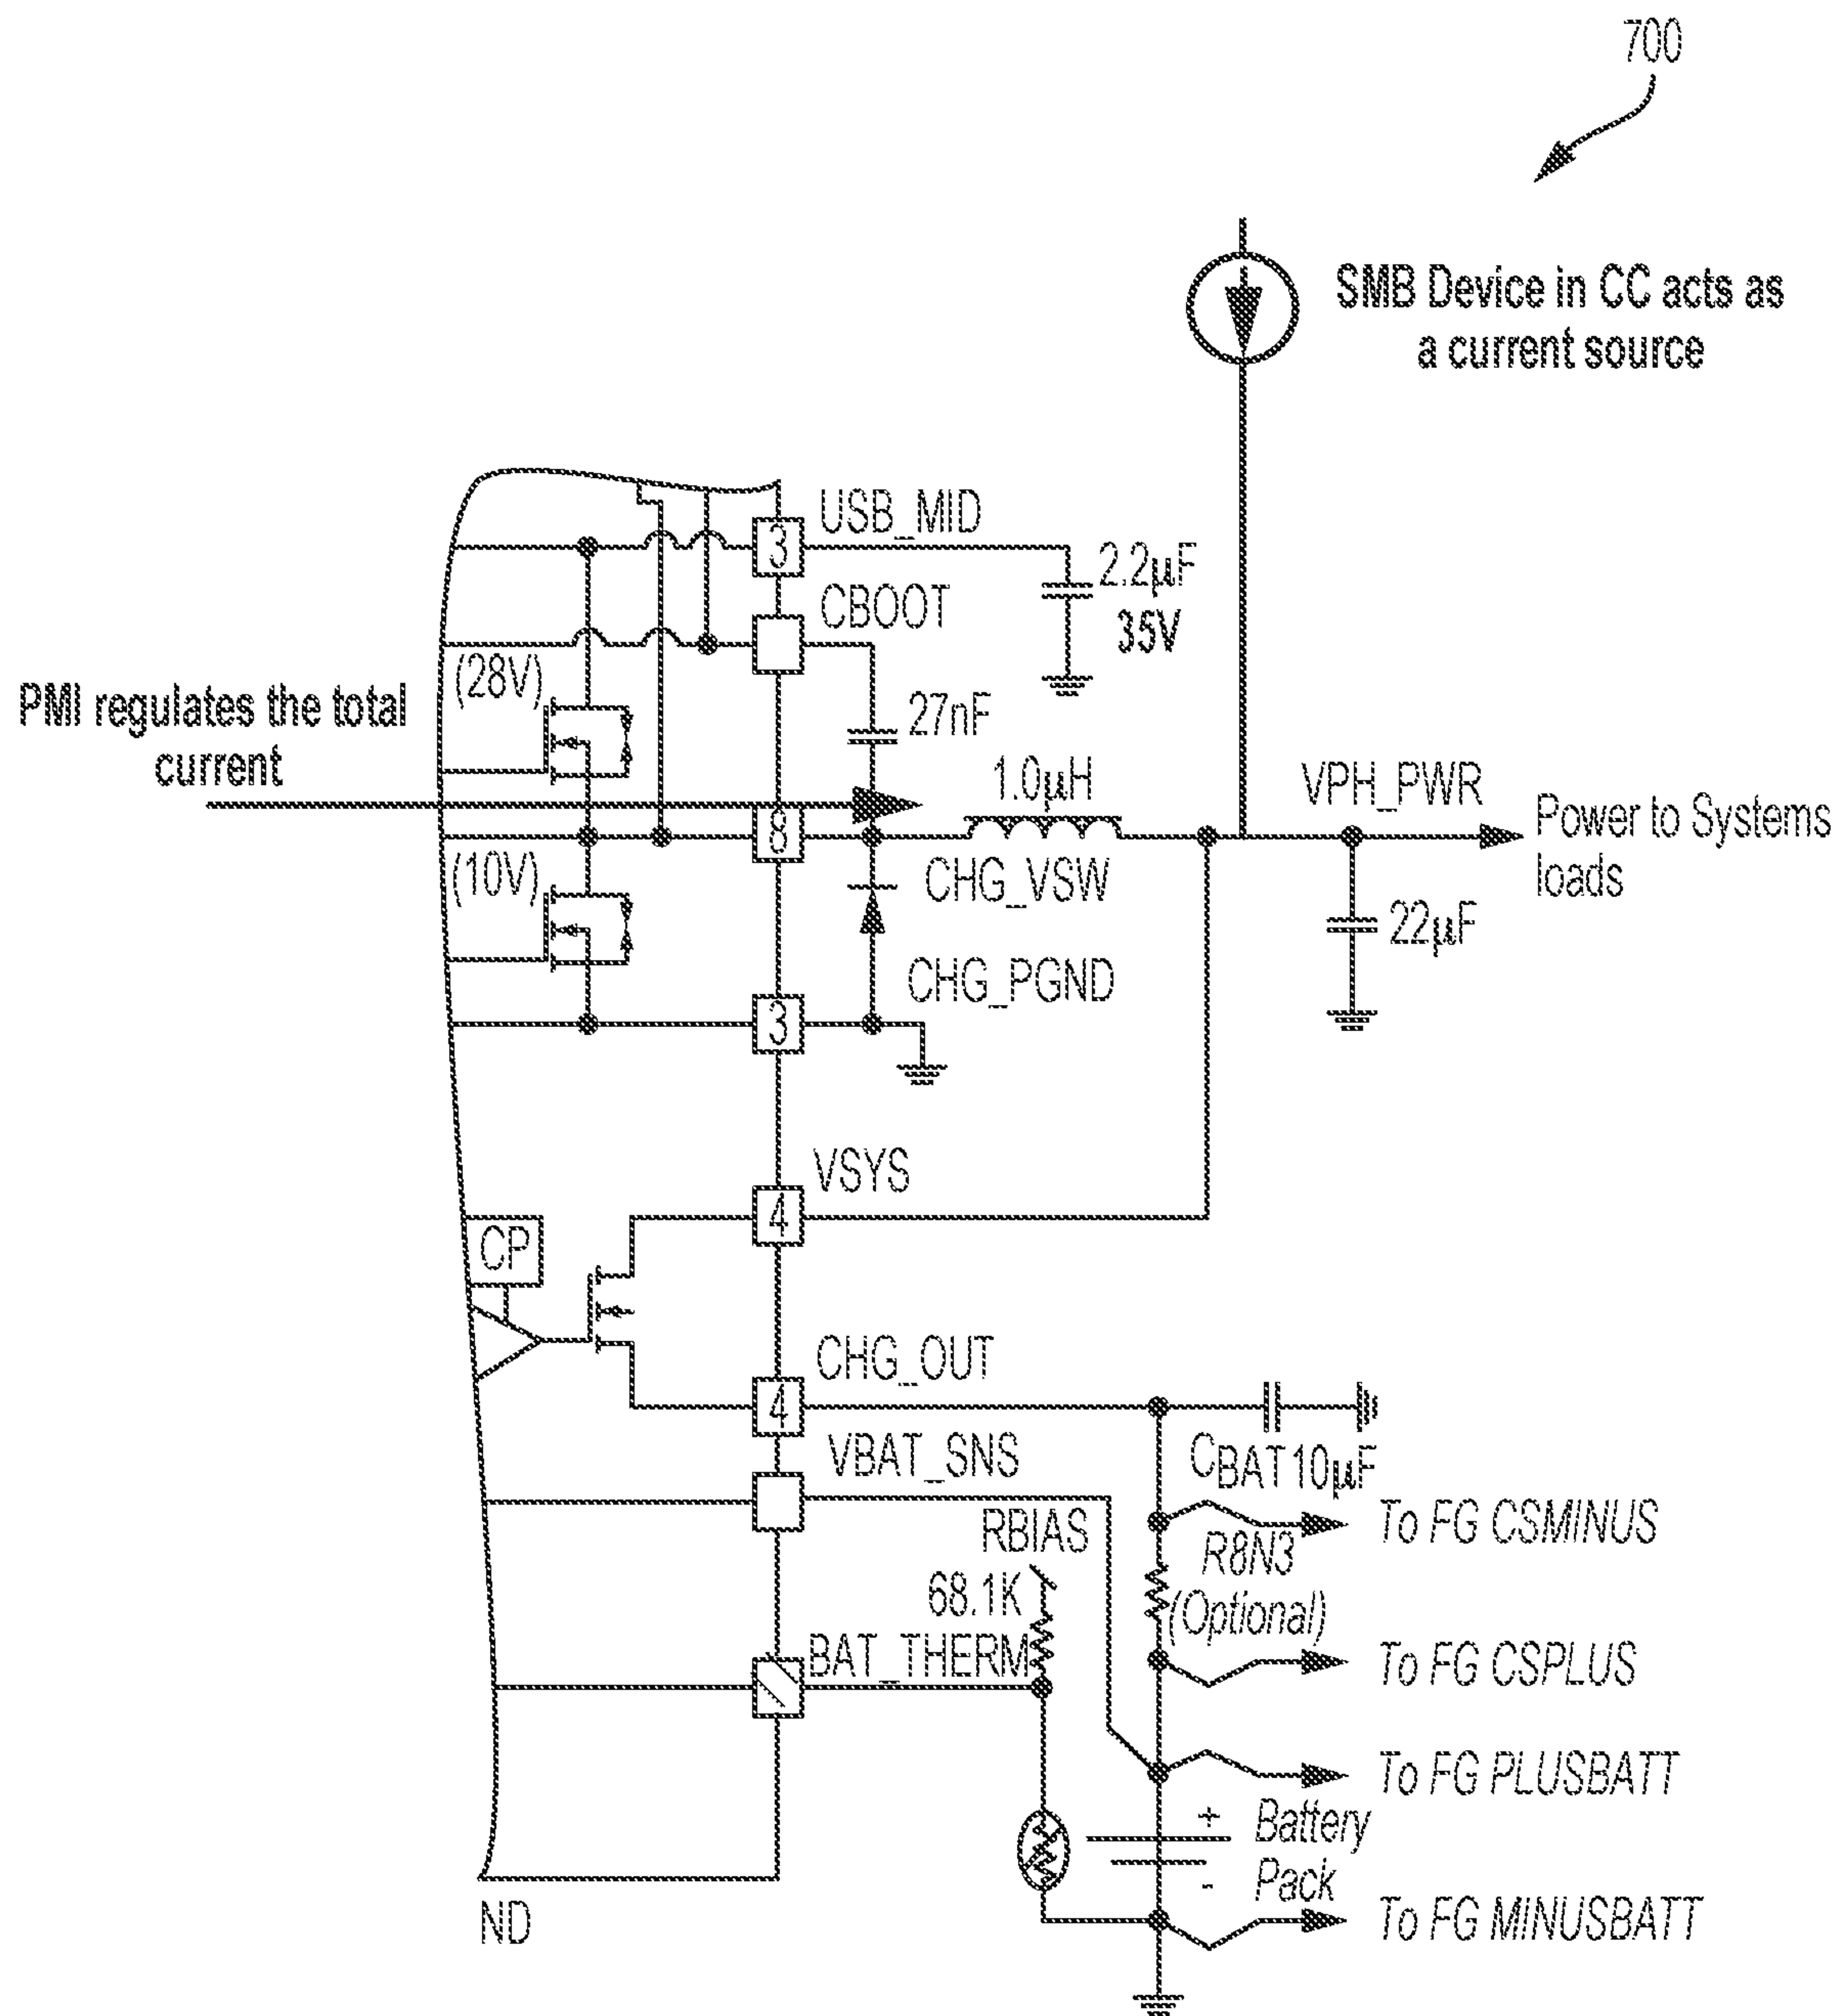 700
SMB Device in CC acts as
a current source
USB_MID
3
2.2µF
35V
CBOOT
(28V)
PMI regulates the total
current
27nF
1.0µH
VPH_PWR
8
Power to Systems
loads
(10V)
CHG_VSW
22µF
CHG_PGND
3
VSYS
4
CP
CHG_OUT
4
CBAT10µF
VBAT_SNS
To FG CSMINUS
RBIAS
R8N3
68.1K
(Optional)
BAT_THERM
To FG CSPLUS
To FG PLUSBATT
+
Battery
Pack
-
To FG MINUSBATT
ND